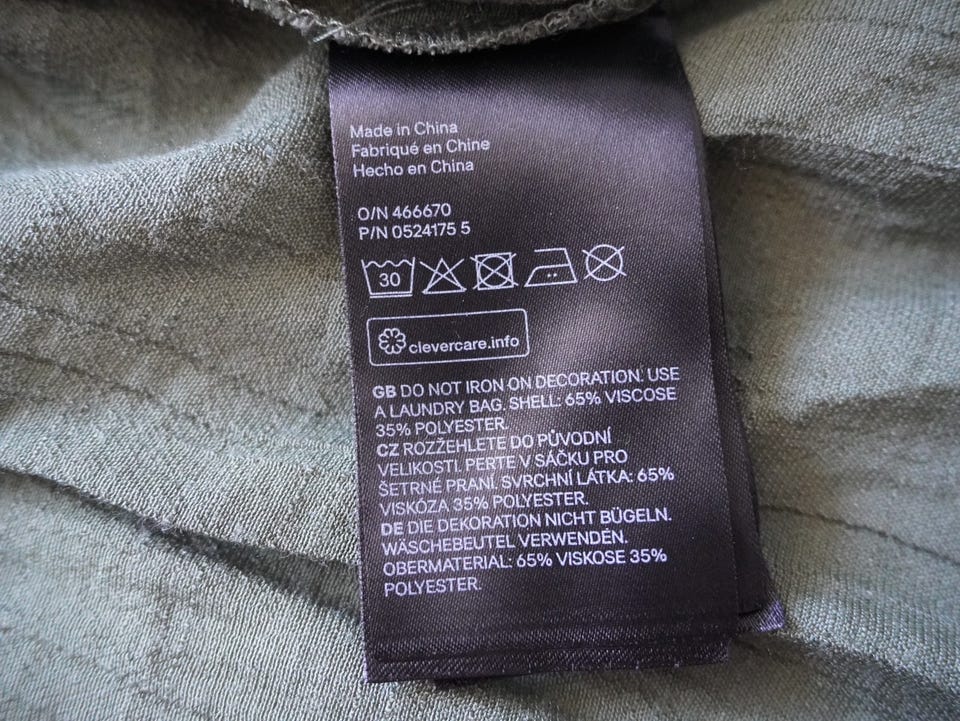 Made in China
Fabriqué en Chine
Hecho en China
O/N 466670
P/N 0524175 5
30
clevercare.info
GB DO NOT IRON ON DECORATION. USE
A LAUNDRY BAG. SHELL: 65% VISCOSE
35% POLYESTER.
CZ ROZŽEHLETE DO PŮVODNÍ
VELIKOSTI. PERTE V SÁČKU PRO
ŠETRNÉ PRANÍ. SVRCHNÍ LÁTKA: 65%
VISKÓZA 35% POLYESTER.
DE DIE DEKORATION NICHT BÜGELN.
WÄSCHEBEUTEL VERWENDEN.
OBERMATERIAL: 65% VISKOSE 35%
POLYESTER.